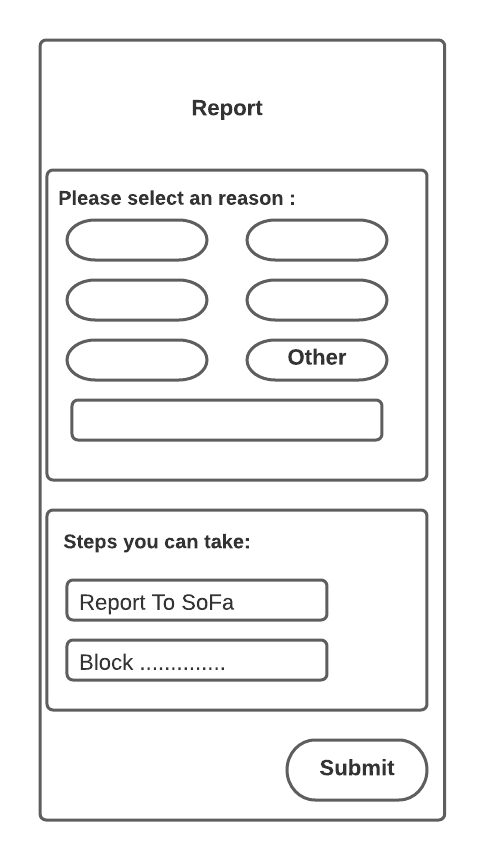 Report
Please select an reason :
Other
Steps you can take:
Report To SoFa
Block ..............
Submit